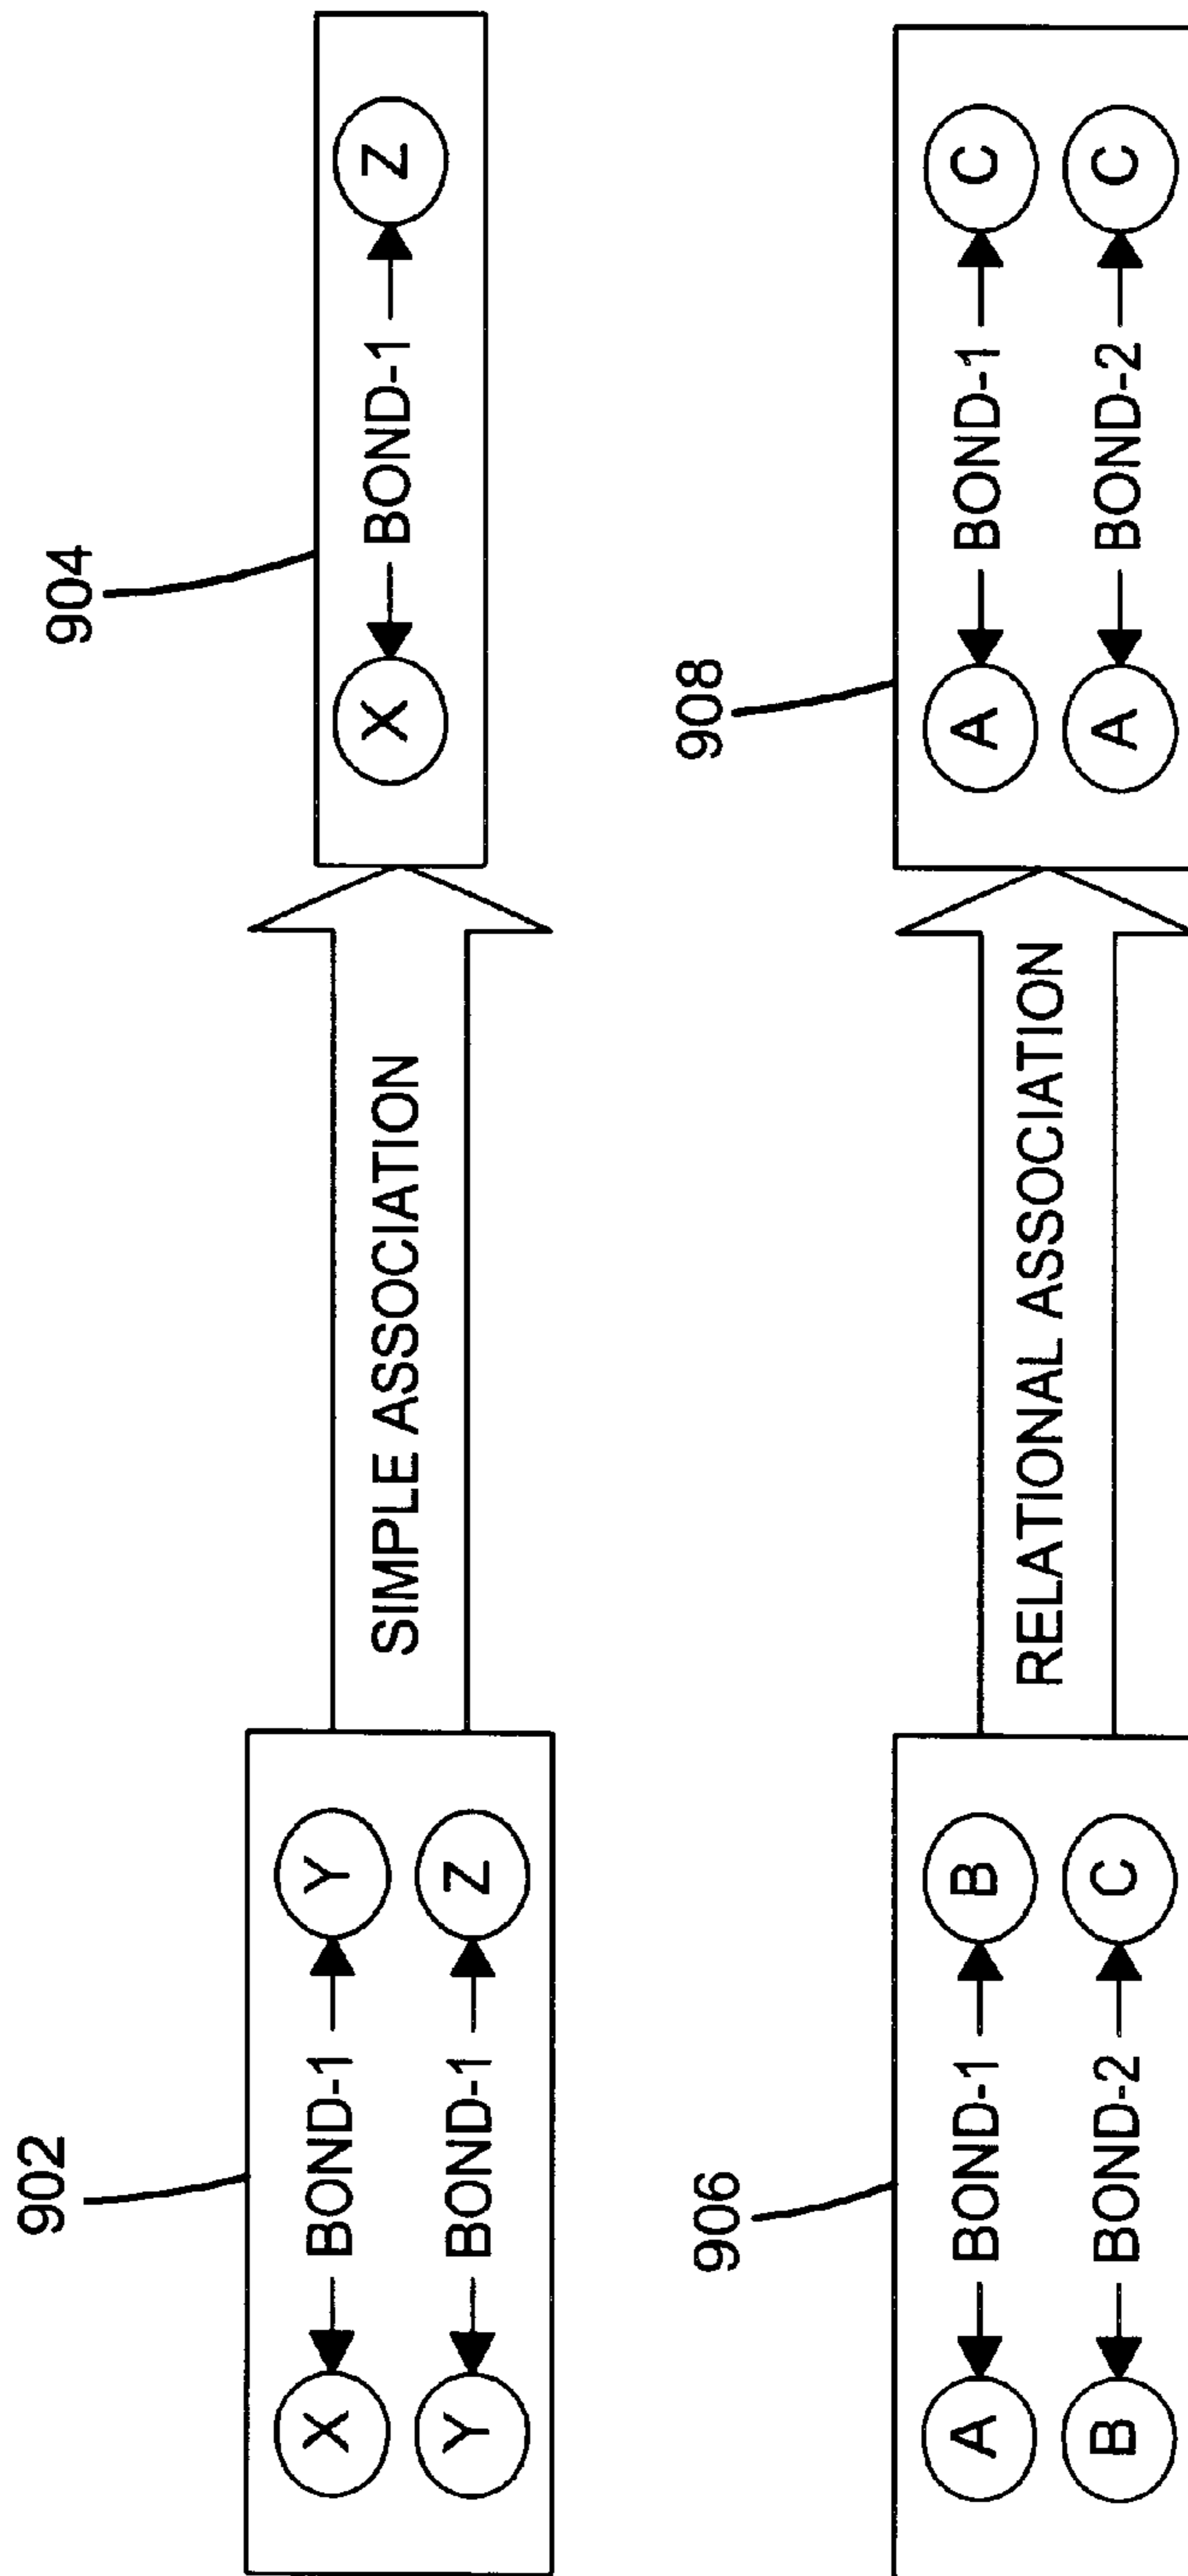 902
904
X BOND-1 Y
Y BOND-1 Z
SIMPLE ASSOCIATION
X BOND-1 Z
906
908
A BOND-1 B
B BOND-2 C
RELATIONAL ASSOCIATION
A BOND-1 C
A BOND-2 C